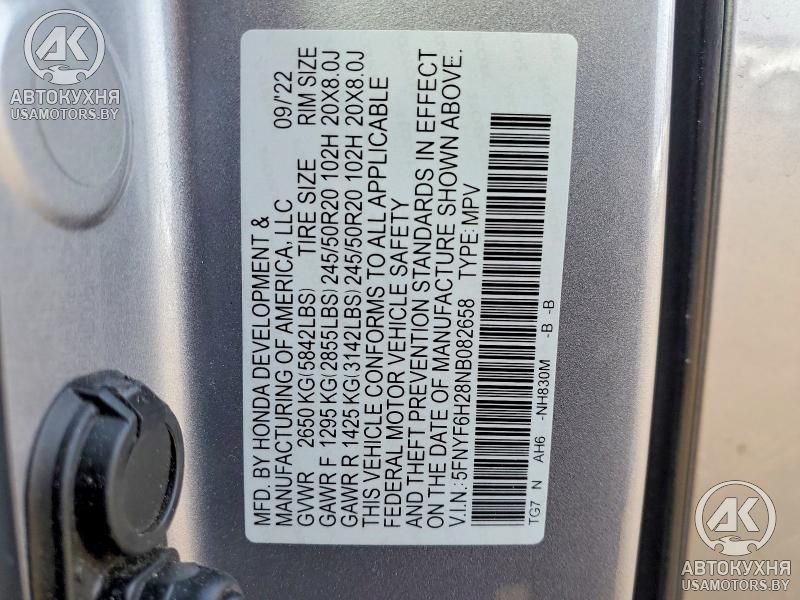 MFD. BY HONDA DEVELOPMENT &
MANUFACTURING OF AMERICA, LLC 09/'22
GVWR 2650 KG(5842LBS) TIRE SIZE RIM SIZE
GAWR F 1295 KG(2855LBS) 245/50R20 102H 20X8.0J
GAWR R 1425 KG(3142LBS) 245/50R20 102H 20X8.0J
THIS VEHICLE CONFORMS TO ALL APPLICABLE
FEDERAL MOTOR VEHICLE SAFETY
AND THEFT PREVENTION STANDARDS IN EFFECT
ON THE DATE OF MANUFACTURE SHOWN ABOVE.
V.I.N.:5FNYF6H28NB082658 TYPE:MPV
TG7 N AH6 -NH830M -B -B
АК
АВТОКУХНЯ
USAMOTORS.BY
АК
АВТОКУХНЯ
USAMOTORS.BY